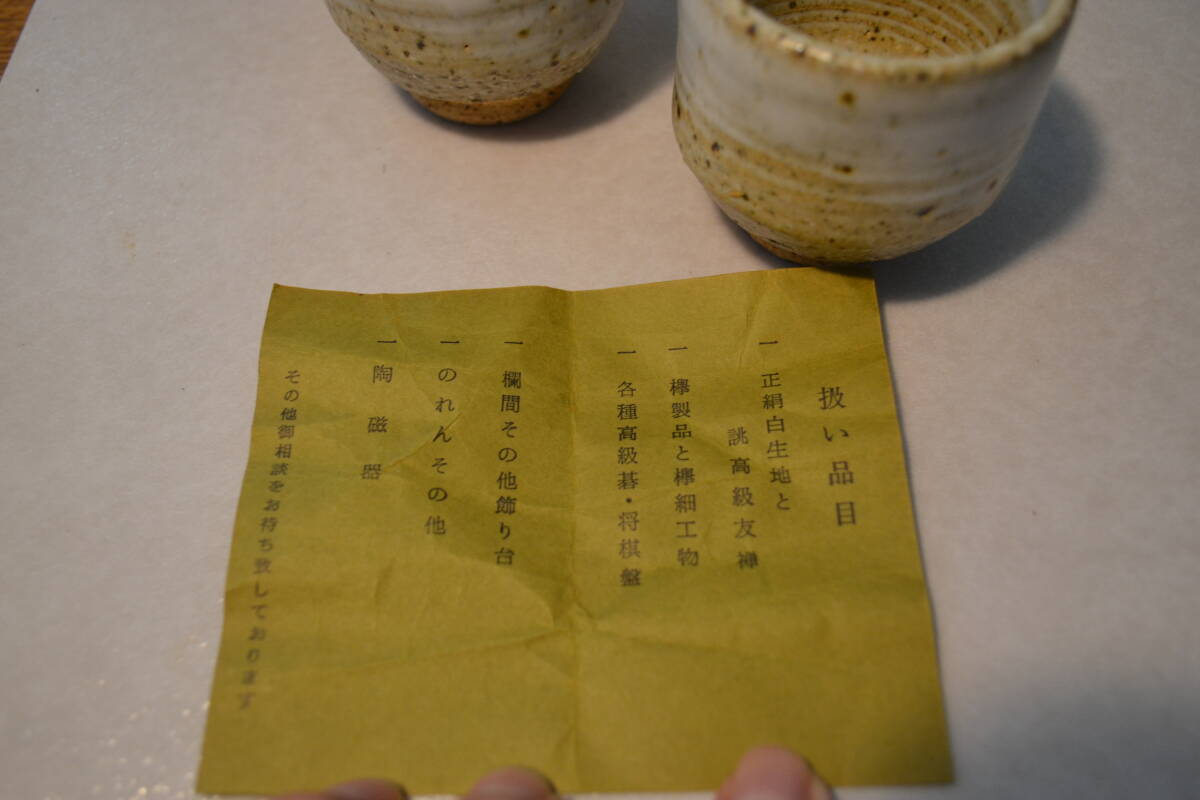 扱い品目
一 正絹白生地と
誂高級友禅
一 欅製品と欅細工物
一 各種高級碁・将棋盤
一 欄間その他飾り台
一 のれんその他
一 陶磁器
その他御相談をお待ち致しております